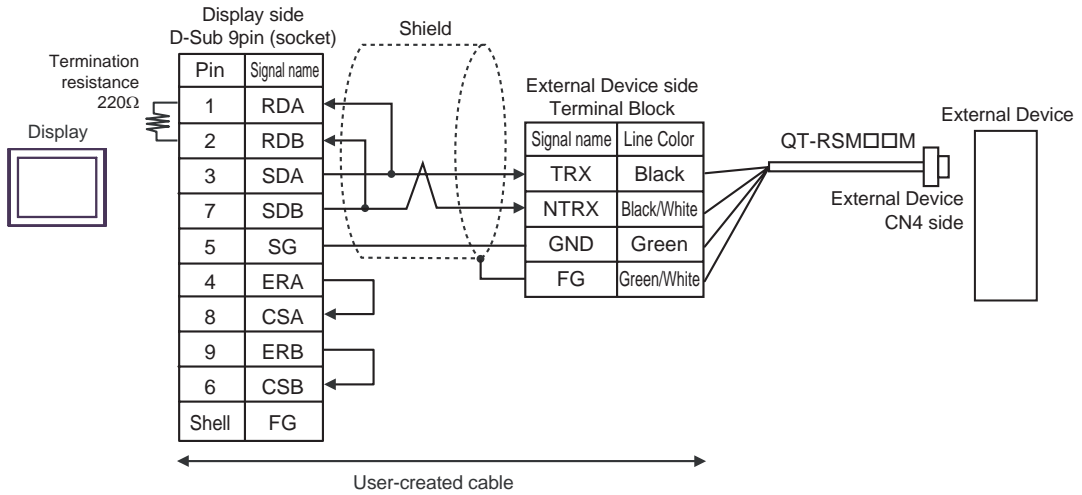 Display side
D-Sub 9pin (socket)
Shield
Termination
resistance
220Ω
Display
Pin Signal name
1 RDA
2 RDB
3 SDA
7 SDB
5 SG
4 ERA
8 CSA
9 ERB
6 CSB
Shell FG
External Device side
Terminal Block
Signal name Line Color
TRX Black
NTRX Black/White
GND Green
FG Green/White
QT-RSM□□M
External Device
CN4 side
External Device
User-created cable